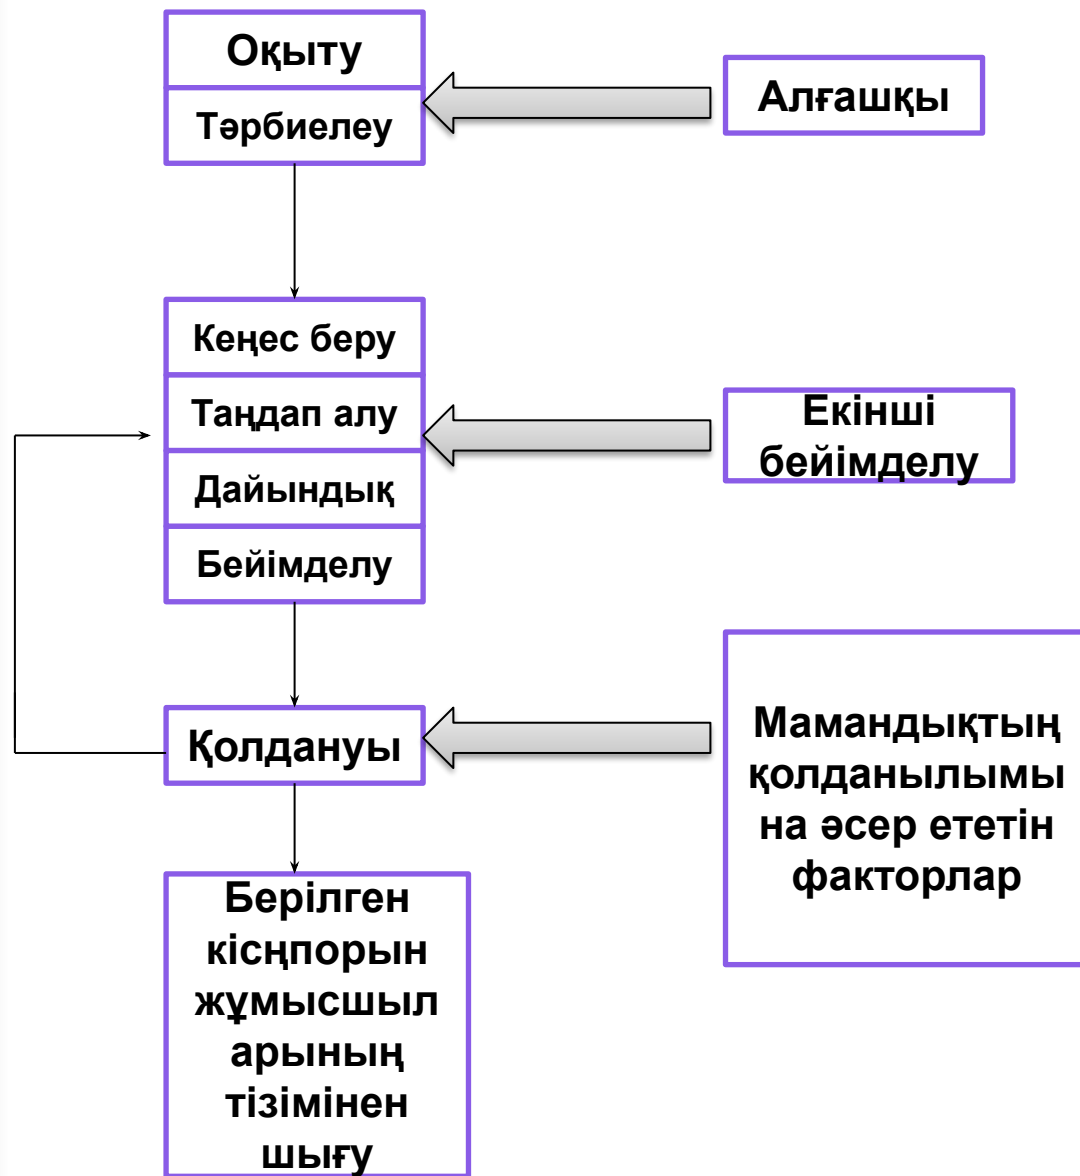 Оқыту
Тәрбиелеу
Алғашқы
Кеңес беру
Таңдап алу
Дайындық
Бейімделу
Екінші
бейімделу
Қолдануы
Мамандықтың
қолданылымы
на әсер ететін
факторлар
Берілген
кісңпорын
жұмысшыл
арының
тізімінен
шығу